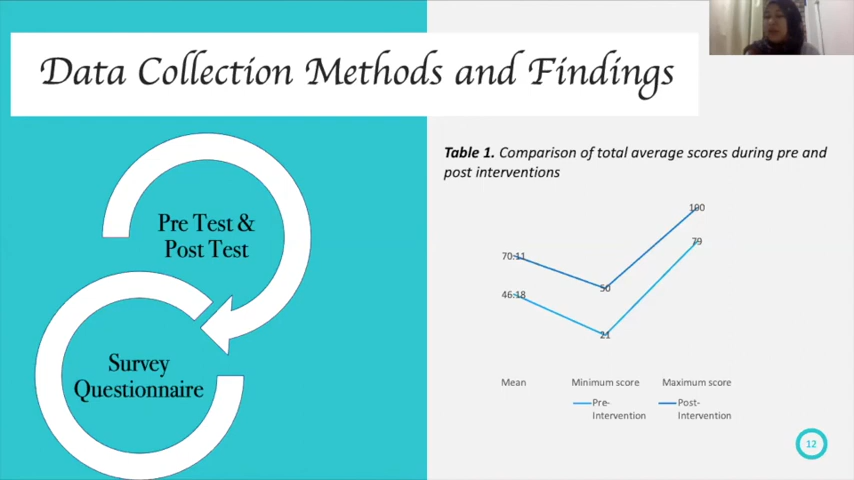 Data Collection Methods and Findings
Pre Test &
Post Test
Survey
Questionnaire
Table 1. Comparison of total average scores during pre and
post interventions
100
79
70.11
50
46.18
21
Mean Minimum score Maximum score
Pre-
Intervention
Post-
Intervention
12